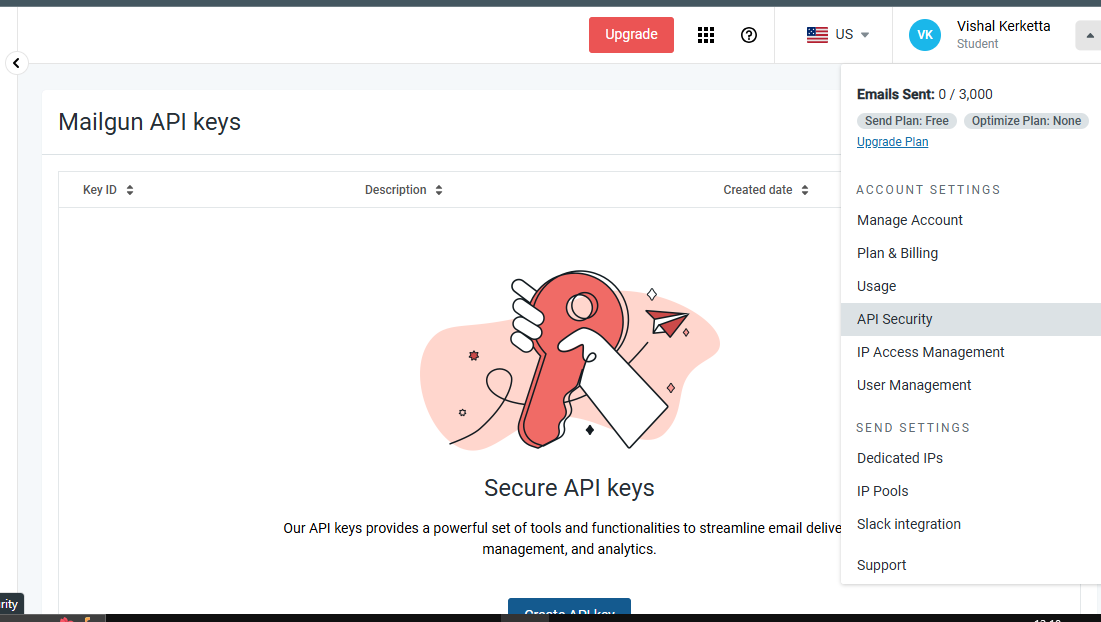 Upgrade
US
VK
Vishal Kerketta
Student
Emails Sent: 0 / 3,000
Send Plan: Free
Optimize Plan: None
Upgrade Plan
ACCOUNT SETTINGS
Manage Account
Plan & Billing
Usage
API Security
IP Access Management
User Management
SEND SETTINGS
Dedicated IPs
IP Pools
Slack integration
Support
Mailgun API keys
Key ID
Description
Created date
Secure API keys
Our API keys provides a powerful set of tools and functionalities to streamline email delive
management, and analytics.
Create API key
rity